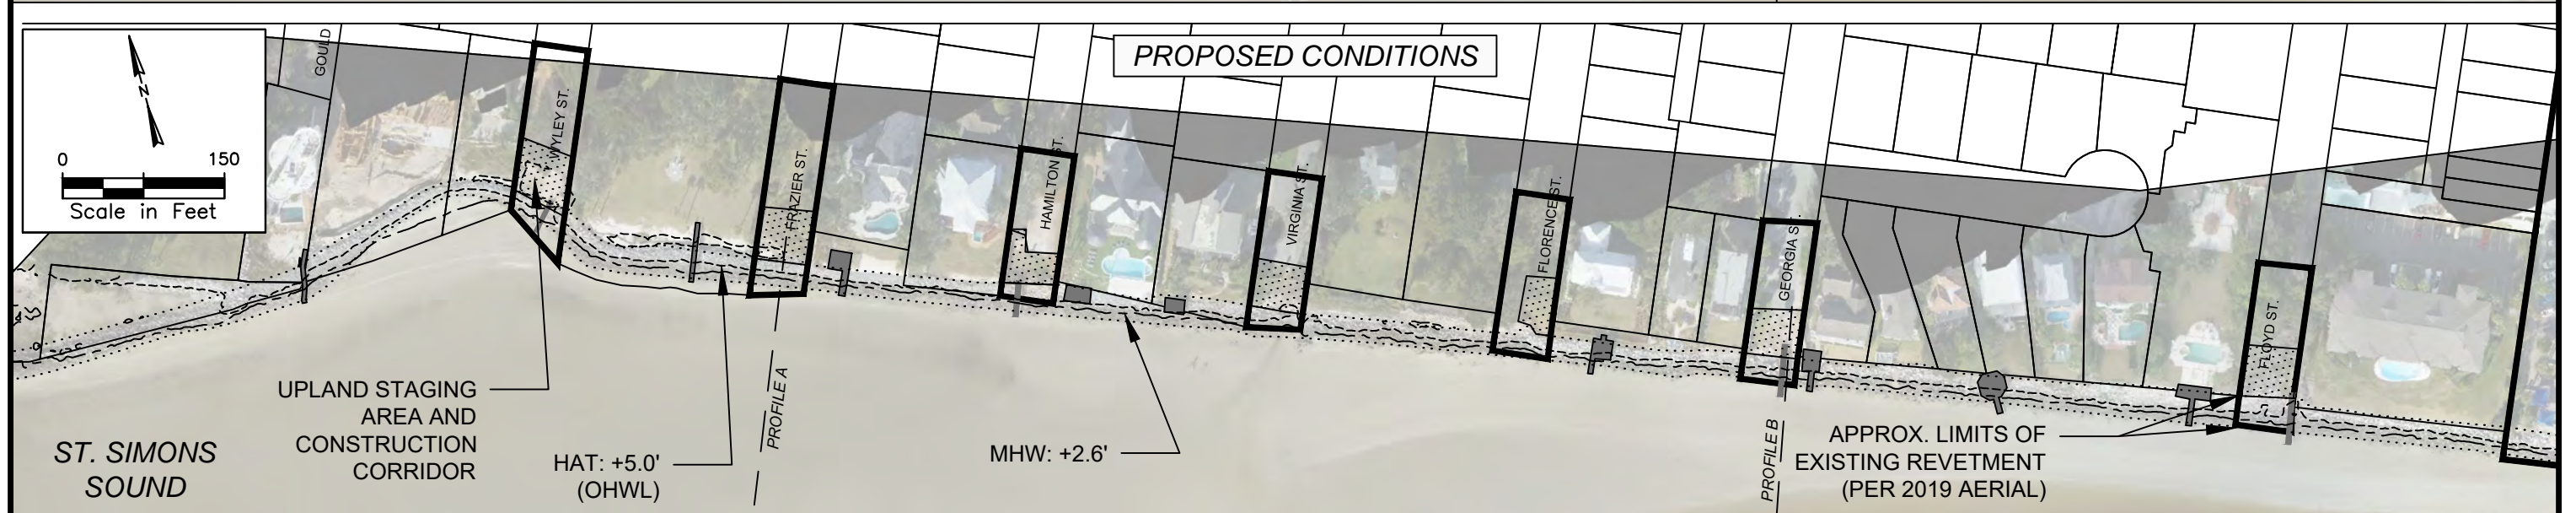 PROPOSED CONDITIONS
N
0 150
Scale in Feet
GOULD
WYLEY ST.
FRAZIER ST.
HAMILTON ST.
VIRGINIA ST.
FLORENCE ST.
GEORGIA ST.
FLOYD ST.
UPLAND STAGING
AREA AND
CONSTRUCTION
CORRIDOR
ST. SIMONS
SOUND
HAT: +5.0'
(OHWL)
PROFILE A
MHW: +2.6'
PROFILE B
APPROX. LIMITS OF
EXISTING REVETMENT
(PER 2019 AERIAL)